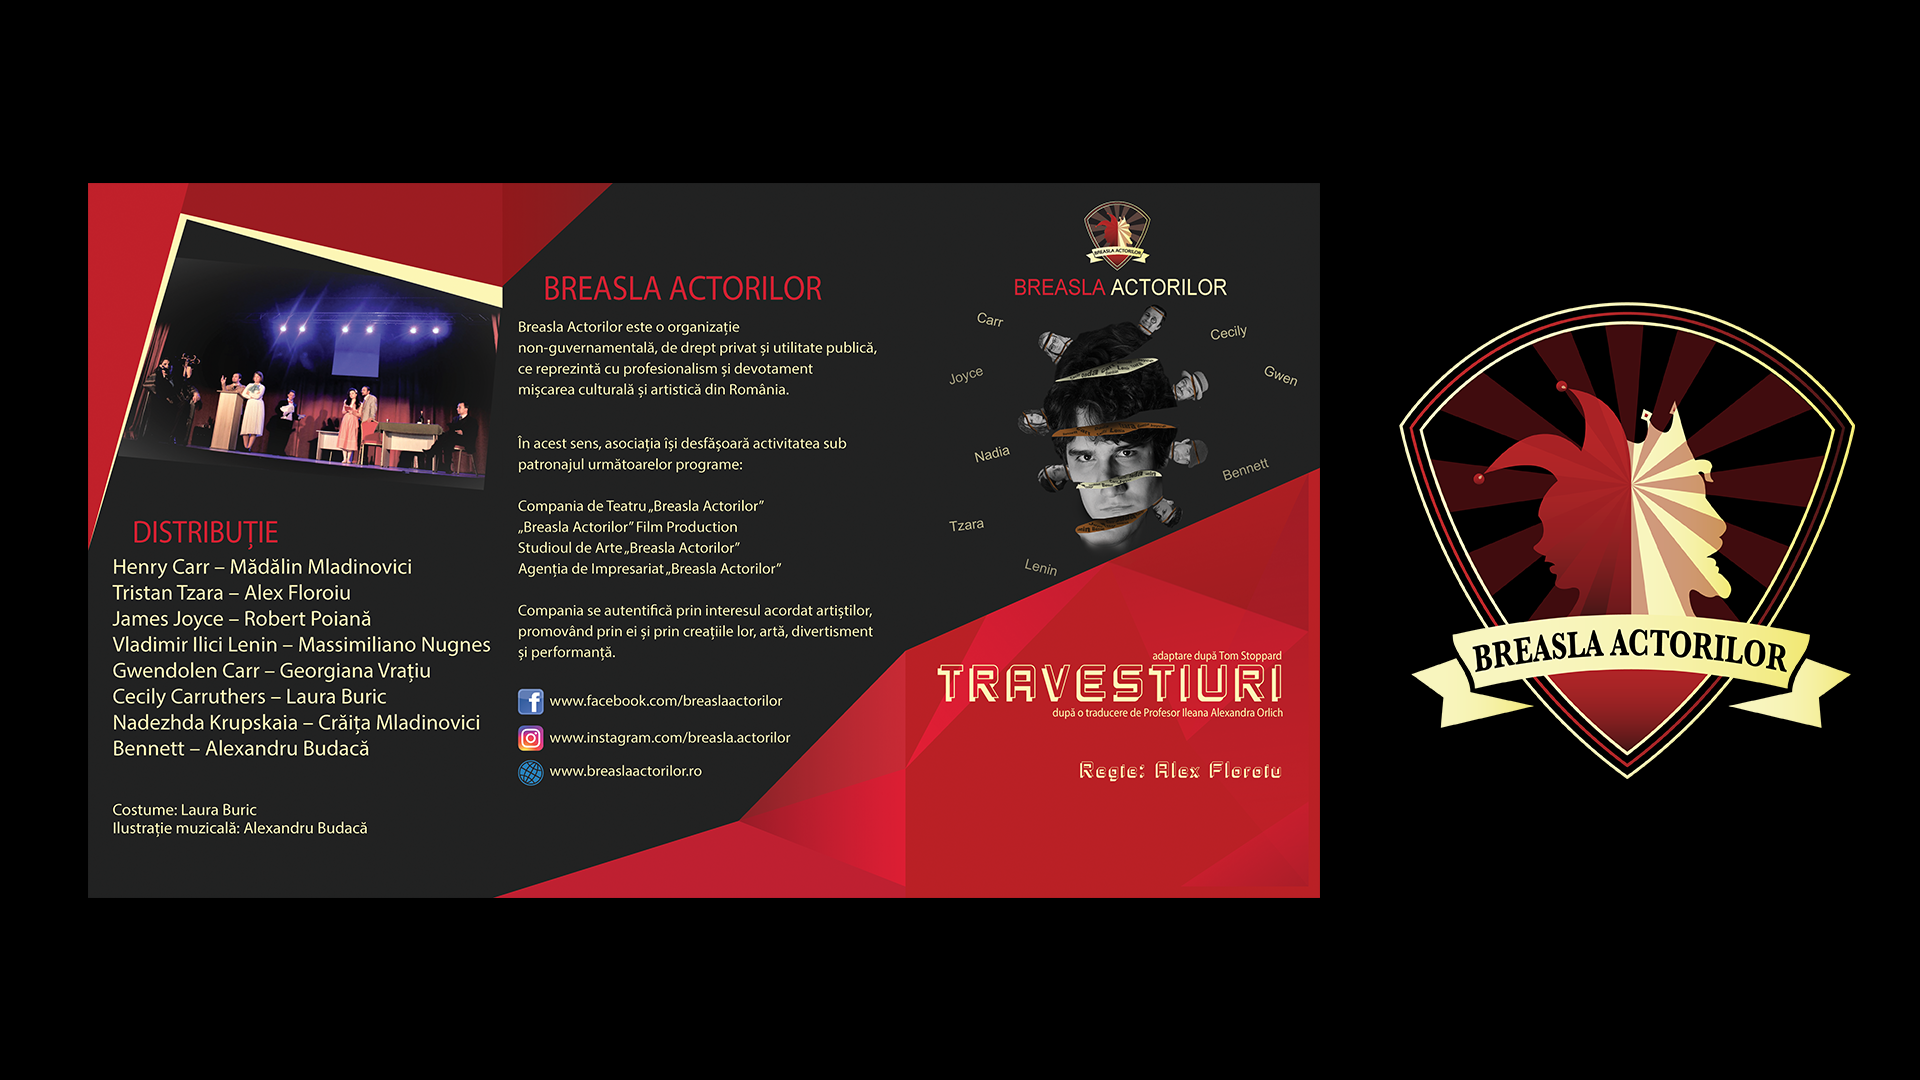 DISTRIBUȚIE
Henry Carr – Mădălin Mladinovici
Tristan Tzara – Alex Floroiu
James Joyce – Robert Poiană
Vladimir Ilici Lenin – Massimiliano Nugnes
Gwendolen Carr – Georgiana Vrațiu
Cecily Carruthers – Laura Buric
Nadezhda Krupskaia – Crăița Mladinovici
Bennett – Alexandru Budacă
Costume: Laura Buric
Ilustrație muzicală: Alexandru Budacă
BREASLA ACTORILOR
Breasla Actorilor este o organizație
non-guvernamentală, de drept privat și utilitate publică,
ce reprezintă cu profesionalism și devotament
mișcarea culturală și artistică din România.
În acest sens, asociația își desfășoară activitatea sub
patronajul următoarelor programe:
Compania de Teatru „Breasla Actorilor”
„Breasla Actorilor” Film Production
Studioul de Arte „Breasla Actorilor”
Agenția de Impresariat „Breasla Actorilor”
Compania se autentifică prin interesul acordat artiștilor,
promovând prin ei și prin creațiile lor, artă, divertisment
și performanță.
www.facebook.com/breaslaactorilor
www.instagram.com/breasla.actorilor
www.breaslaactorilor.ro
BREASLA ACTORILOR
BREASLA ACTORILOR
Carr
Cecily
Joyce
Gwen
Nadia
Bennett
Tzara
Lenin
adaptare după Tom Stoppard
TRAVESTIURI
după o traducere de Profesor Ileana Alexandra Orlich
Regie: Alex Floroiu
BREASLA ACTORILOR